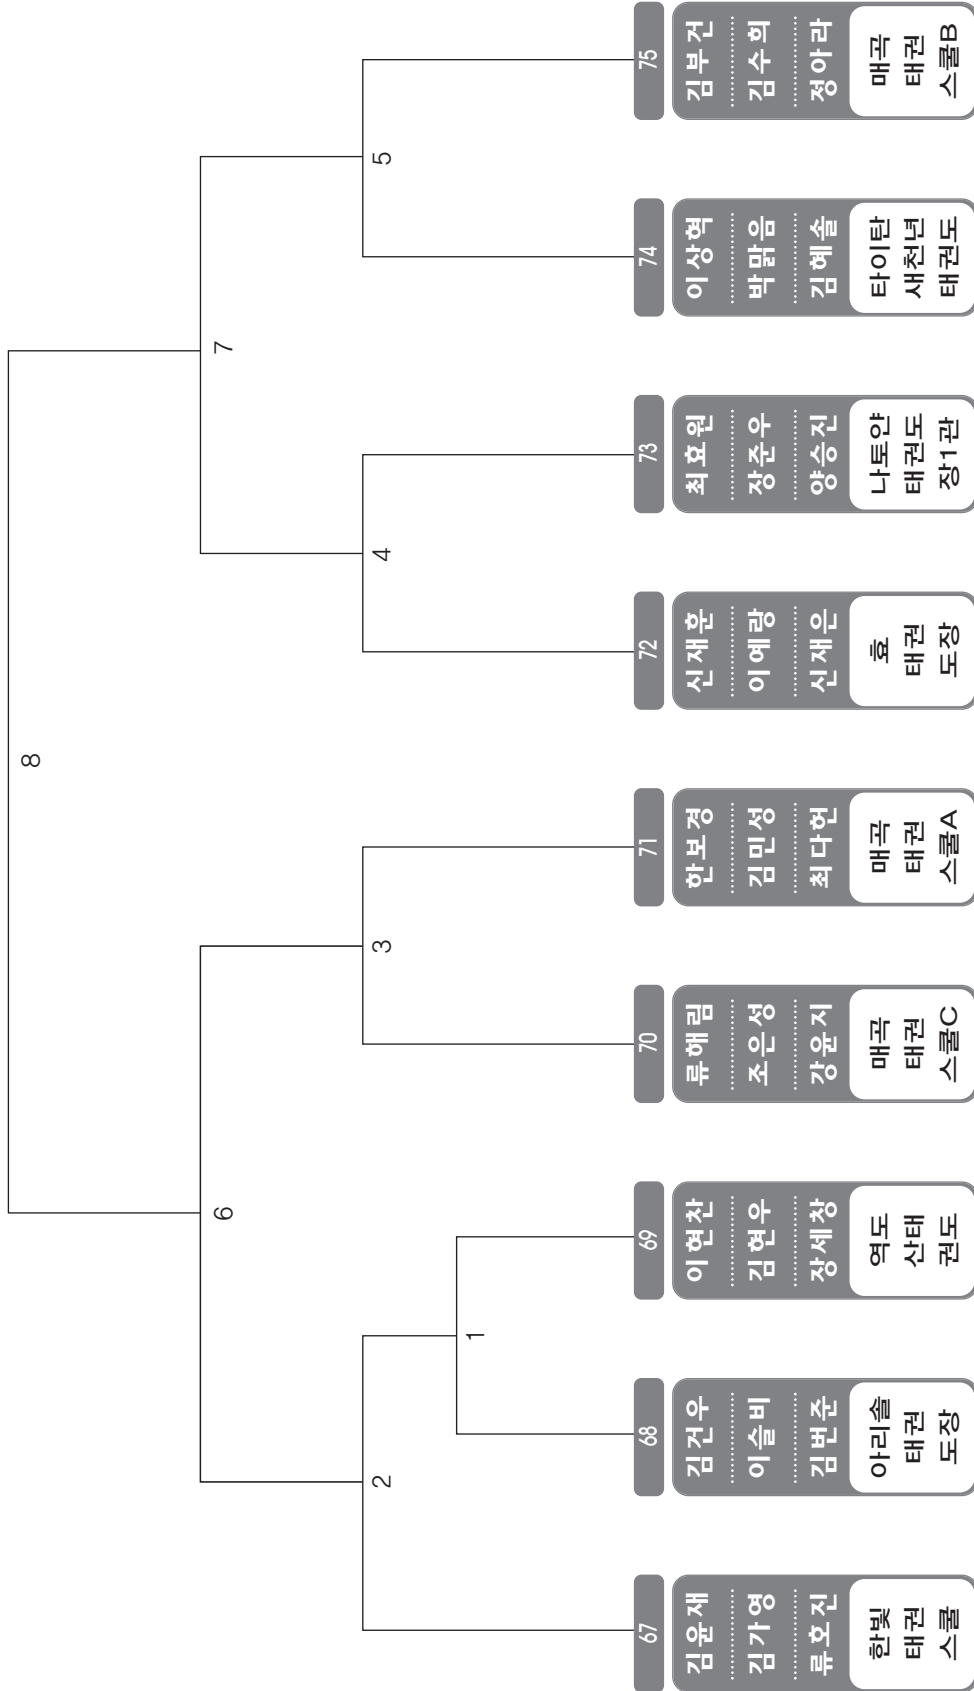 8
6
7
2
3
4
5
1
67
김윤재
김가영
류호진
한빛
태권
스쿨
68
김건우
이슬비
김범준
아리솔
태권
도장
69
이현찬
김현우
장세창
역도
산태
권도
70
류해림
조은성
강윤지
매곡
태권
스쿨C
71
한보경
김민성
최다헌
매곡
태권
스쿨A
72
신재훈
이예랑
신재은
효
태권
도장
73
최효원
장준우
양승진
나토얀
태권도
장1관
74
이상혁
박맑음
김혜솔
타이탄
새천년
태권도
75
김부건
김수희
정아라
매곡
태권
스쿨B